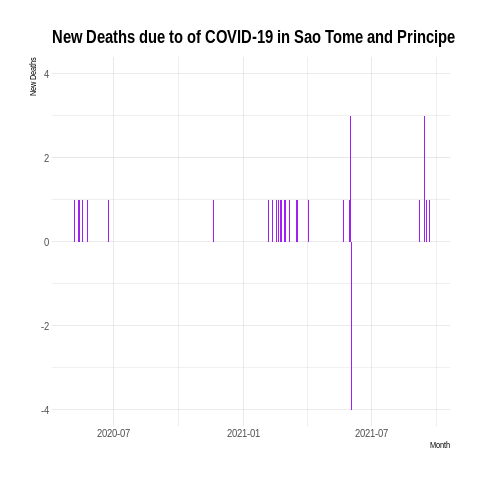 New Deaths due to of COVID-19 in Sao Tome and Principe
New Deaths
4
2
0
-2
-4
2020-07
2021-01
2021-07
Month